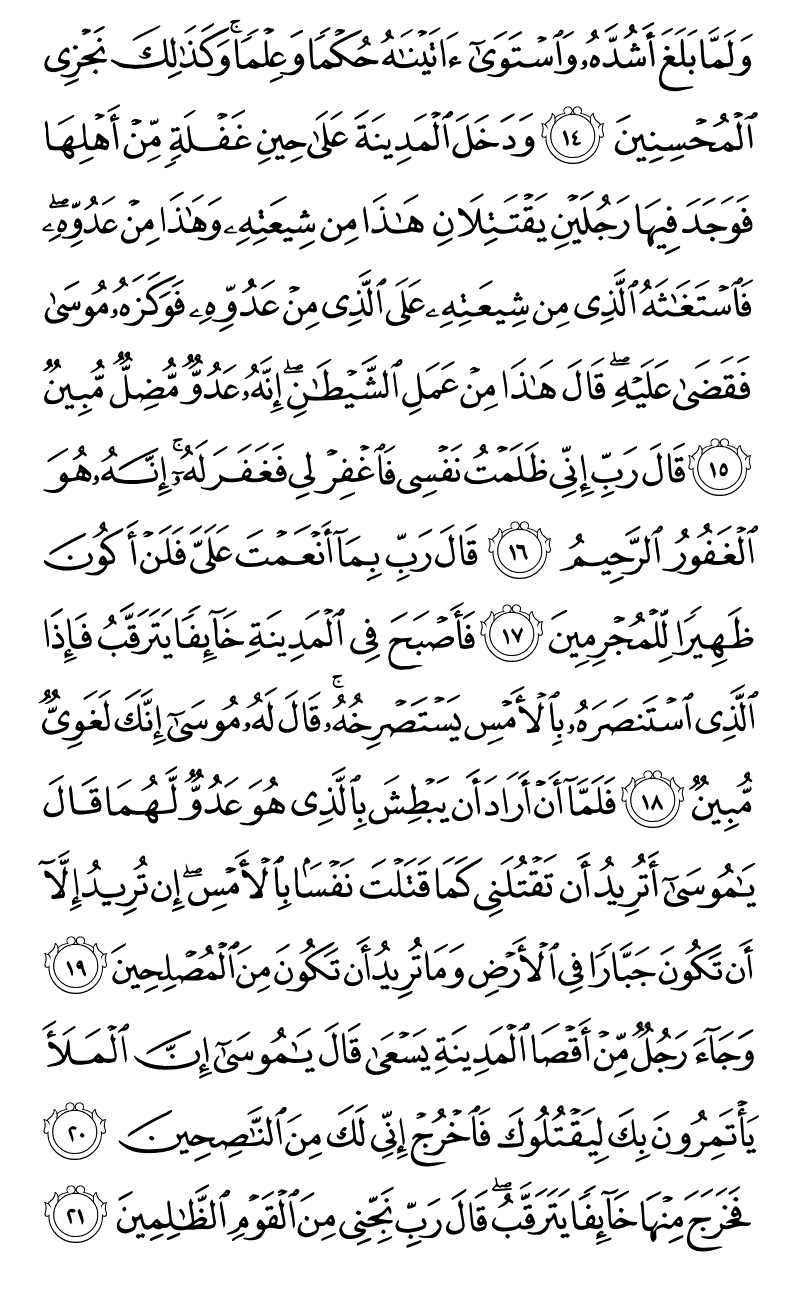 وَلَمَّا بَلَغَ أَشُدَّهُۥ وَٱسۡتَوَىٰٓ ءَاتَيۡنَٰهُ حُكۡمٗا وَعِلۡمٗاۚ وَكَذَٰلِكَ نَجۡزِي
ٱلۡمُحۡسِنِينَ ١٤ وَدَخَلَ ٱلۡمَدِينَةَ عَلَىٰ حِينِ غَفۡلَةٖ مِّنۡ أَهۡلِهَا
فَوَجَدَ فِيهَا رَجُلَيۡنِ يَقۡتَتِلَانِ هَٰذَا مِن شِيعَتِهِۦ وَهَٰذَا مِنۡ عَدُوِّهِۦۖ
فَٱسۡتَغَٰثَهُ ٱلَّذِي مِن شِيعَتِهِۦ عَلَى ٱلَّذِي مِنۡ عَدُوِّهِۦ فَوَكَزَهُۥ مُوسَىٰ
فَقَضَىٰ عَلَيۡهِۖ قَالَ هَٰذَا مِنۡ عَمَلِ ٱلشَّيۡطَٰنِۖ إِنَّهُۥ عَدُوّٞ مُّضِلّٞ مُّبِينٞ
١٥ قَالَ رَبِّ إِنِّي ظَلَمۡتُ نَفۡسِي فَٱغۡفِرۡ لِي فَغَفَرَ لَهُۥٓۚ إِنَّهُۥ هُوَ
ٱلۡغَفُورُ ٱلرَّحِيمُ ١٦ قَالَ رَبِّ بِمَآ أَنۡعَمۡتَ عَلَيَّ فَلَنۡ أَكُونَ
ظَهِيرٗا لِّلۡمُجۡرِمِينَ ١٧ فَأَصۡبَحَ فِي ٱلۡمَدِينَةِ خَآئِفٗا يَتَرَقَّبُ فَإِذَا
ٱلَّذِي ٱسۡتَنصَرَهُۥ بِٱلۡأَمۡسِ يَسۡتَصۡرِخُهُۥۚ قَالَ لَهُۥ مُوسَىٰٓ إِنَّكَ لَغَوِيّٞ
مُّبِينٞ ١٨ فَلَمَّآ أَنۡ أَرَادَ أَن يَبۡطِشَ بِٱلَّذِي هُوَ عَدُوّٞ لَّهُمَا قَالَ
يَٰمُوسَىٰٓ أَتُرِيدُ أَن تَقۡتُلَنِي كَمَا قَتَلۡتَ نَفۡسَۢا بِٱلۡأَمۡسِۖ إِن تُرِيدُ إِلَّآ
أَن تَكُونَ جَبَّارٗا فِي ٱلۡأَرۡضِ وَمَا تُرِيدُ أَن تَكُونَ مِنَ ٱلۡمُصۡلِحِينَ ١٩
وَجَآءَ رَجُلٞ مِّنۡ أَقۡصَا ٱلۡمَدِينَةِ يَسۡعَىٰ قَالَ يَٰمُوسَىٰٓ إِنَّ ٱلۡمَلَأَ
يَأۡتَمِرُونَ بِكَ لِيَقۡتُلُوكَ فَٱخۡرُجۡ إِنِّي لَكَ مِنَ ٱلنَّٰصِحِينَ ٢٠
فَخَرَجَ مِنۡهَا خَآئِفٗا يَتَرَقَّبُۖ قَالَ رَبِّ نَجِّنِي مِنَ ٱلۡقَوۡمِ ٱلظَّٰلِمِينَ ٢١